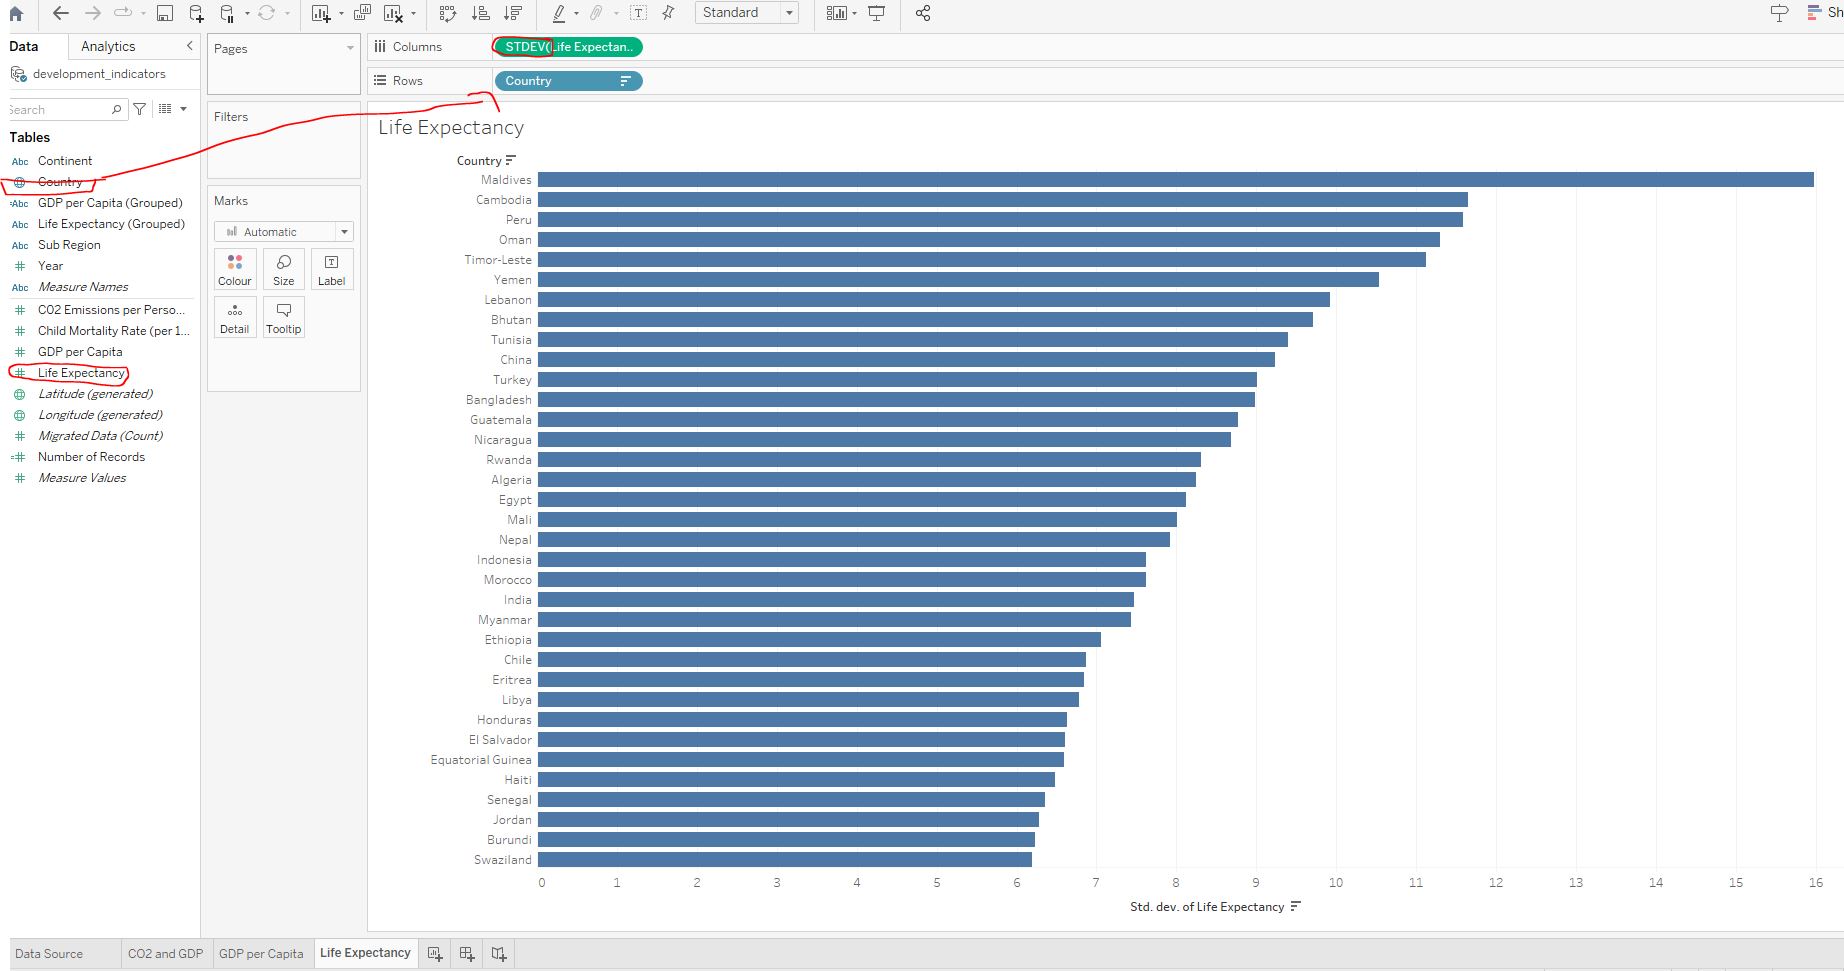 Standard
Sh
Data
Analytics
Pages
Columns
STDEV(Life Expectan..
development_indicators
Rows
Country
Search
Filters
Life Expectancy
Tables
Abc Continent
Country
=Abc GDP per Capita (Grouped)
Abc Life Expectancy (Grouped)
Abc Sub Region
Year
Abc Measure Names
CO2 Emissions per Perso...
Child Mortality Rate (per 1...
GDP per Capita
Life Expectancy
Latitude (generated)
Longitude (generated)
Migrated Data (Count)
Number of Records
Measure Values
Marks
Automatic
Colour
Size
Label
Detail
Tooltip
Country
Maldives
Cambodia
Peru
Oman
Timor-Leste
Yemen
Lebanon
Bhutan
Tunisia
China
Turkey
Bangladesh
Guatemala
Nicaragua
Rwanda
Algeria
Egypt
Mali
Nepal
Indonesia
Morocco
India
Myanmar
Ethiopia
Chile
Eritrea
Libya
Honduras
El Salvador
Equatorial Guinea
Haiti
Senegal
Jordan
Burundi
Swaziland
0 1 2 3 4 5 6 7 8 9 10 11 12 13 14 15 16
Std. dev. of Life Expectancy
Data Source
CO2 and GDP
GDP per Capita
Life Expectancy